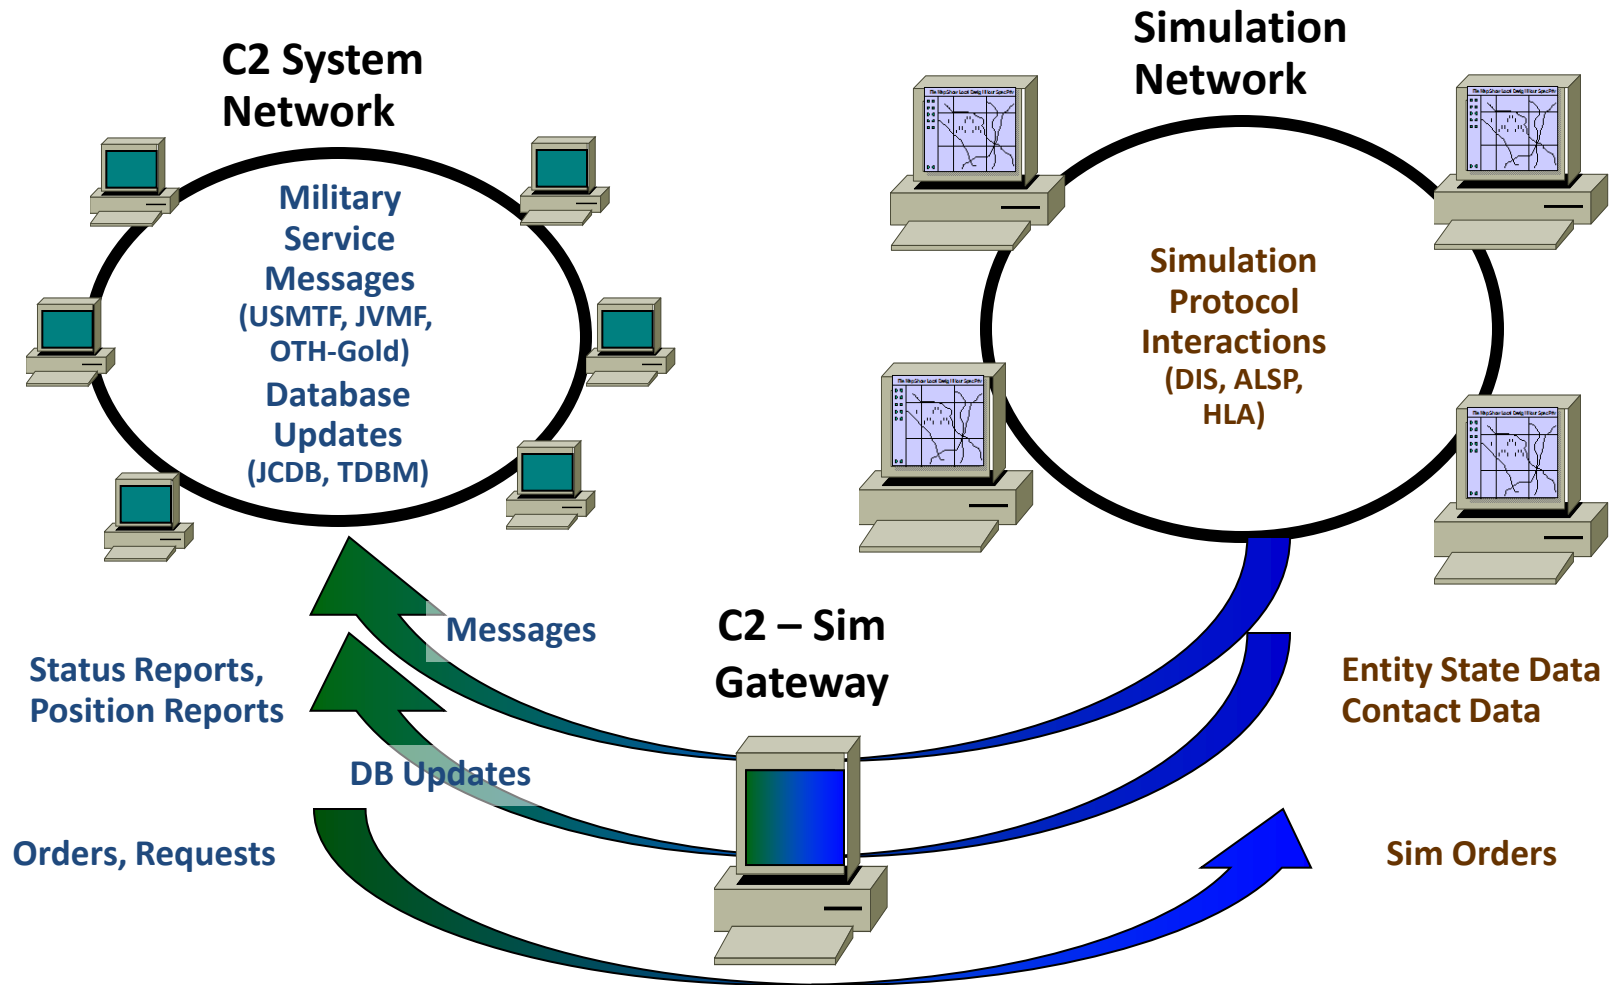 C2 System
Network
Military
Service
Messages
(USMTF, JVMF,
OTH-Gold)
Database
Updates
(JCDB, TDBM)
Simulation
Network
Simulation
Protocol
Interactions
(DIS, ALSP,
HLA)
Messages
C2 – Sim
Gateway
Status Reports,
Position Reports
Entity State Data
Contact Data
DB Updates
Orders, Requests
Sim Orders